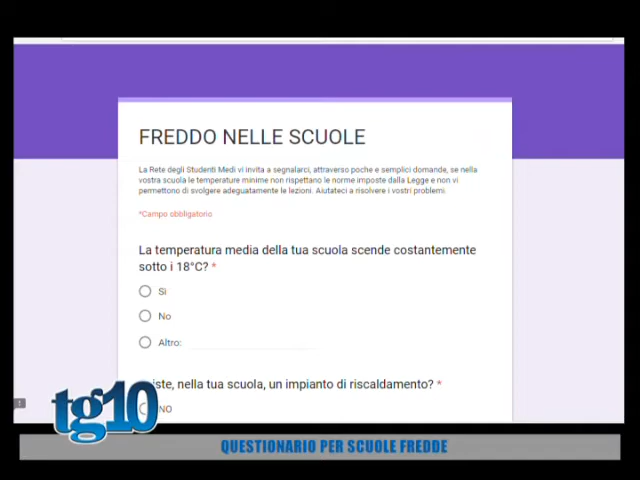 FREDDO NELLE SCUOLE
La Rete degli Studenti Medi vi invita a segnalarci, attraverso poche e semplici domande, se nella
vostra scuola le temperature minime non rispettano le norme imposte dalla Legge e non vi
permettono di svolgere adeguatamente le lezioni. Aiutateci a risolvere i vostri problemi.
*Campo obbligatorio
La temperatura media della tua scuola scende costantemente
sotto i 18°C? *
Sì
No
Altro:
iste, nella tua scuola, un impianto di riscaldamento? *
NO
tg10
QUESTIONARIO PER SCUOLE FREDDE